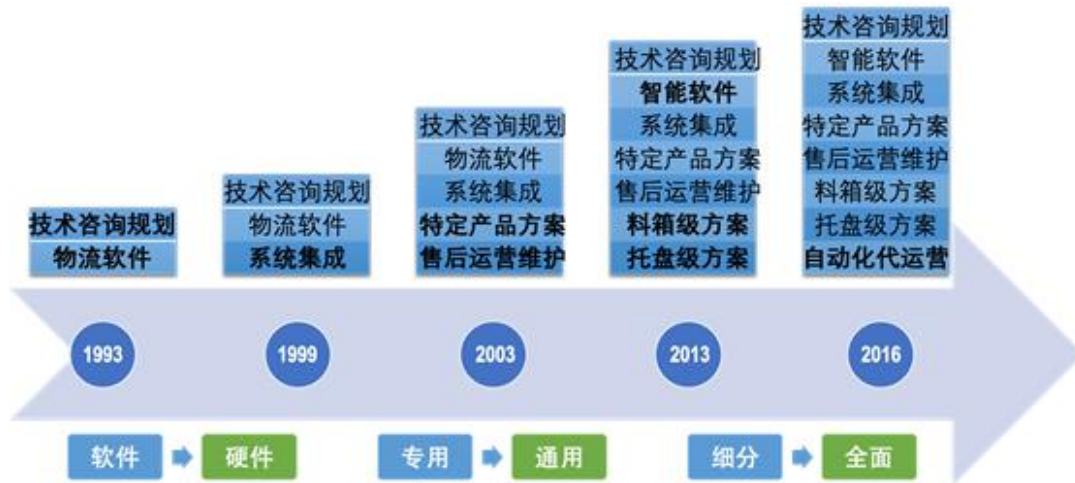 技术咨询规划
物流软件
技术咨询规划
物流软件
系统集成
技术咨询规划
物流软件
系统集成
特定产品方案
售后运营维护
技术咨询规划
智能软件
系统集成
特定产品方案
售后运营维护
料箱级方案
托盘级方案
技术咨询规划
智能软件
系统集成
特定产品方案
售后运营维护
料箱级方案
托盘级方案
自动化代运营
1993
1999
2003
2013
2016
软件
硬件
专用
通用
细分
全面